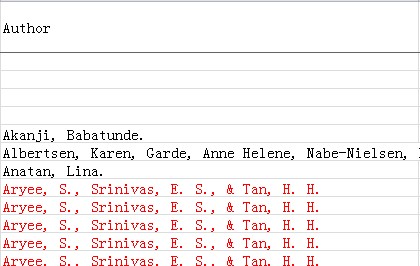 Author
Akanji, Babatunde.
Albertsen, Karen, Garde, Anne Helene, Nabe-Nielsen,
Anatan, Lina.
Aryee, S., Srinivas, E. S., & Tan, H. H.
Aryee, S., Srinivas, E. S., & Tan, H. H.
Aryee, S., Srinivas, E. S., & Tan, H. H.
Aryee, S., Srinivas, E. S., & Tan, H. H.
Aryee, S., Srinivas, E. S., & Tan, H. H.